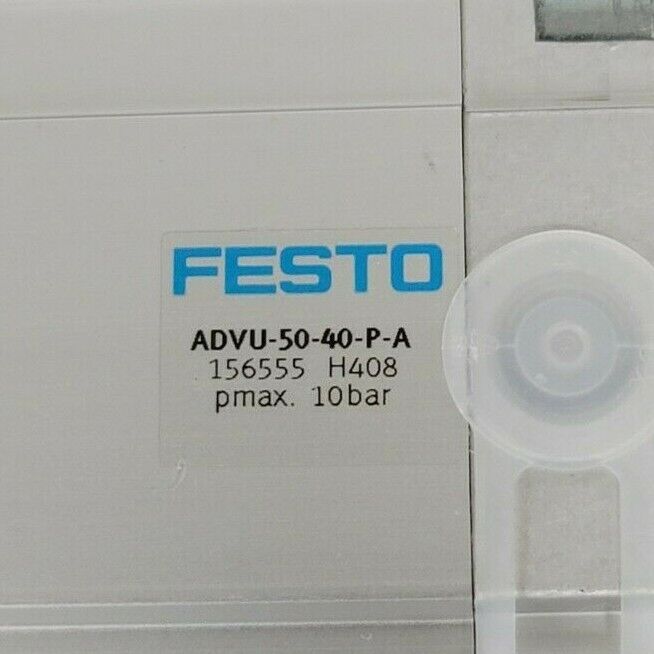 FESTO
ADVU-50-40-P-A
156555 H408
pmax. 10bar